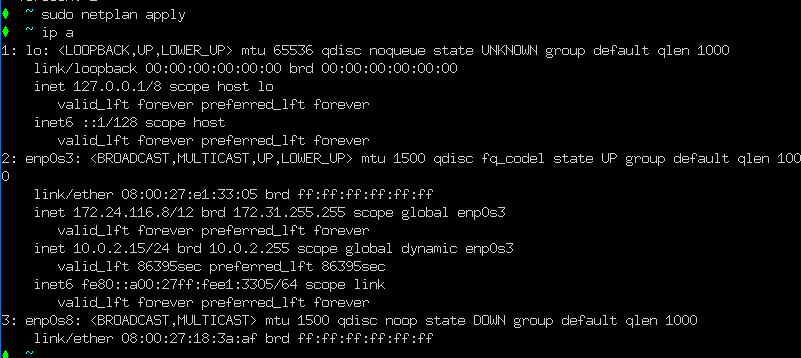 ~ sudo netplan apply
~ ip a
1: lo: <LOOPBACK,UP,LOWER_UP> mtu 65536 qdisc noqueue state UNKNOWN group default qlen 1000
    link/loopback 00:00:00:00:00:00 brd 00:00:00:00:00:00
    inet 127.0.0.1/8 scope host lo
       valid_lft forever preferred_lft forever
    inet6 ::1/128 scope host
       valid_lft forever preferred_lft forever
2: enp0s3: <BROADCAST,MULTICAST,UP,LOWER_UP> mtu 1500 qdisc fq_codel state UP group default qlen 100
0
    link/ether 08:00:27:e1:33:05 brd ff:ff:ff:ff:ff:ff
    inet 172.24.116.8/12 brd 172.31.255.255 scope global enp0s3
       valid_lft forever preferred_lft forever
    inet 10.0.2.15/24 brd 10.0.2.255 scope global dynamic enp0s3
       valid_lft 86395sec preferred_lft 86395sec
    inet6 fe80::a00:27ff:fee1:3305/64 scope link
       valid_lft forever preferred_lft forever
3: enp0s8: <BROADCAST,MULTICAST> mtu 1500 qdisc noop state DOWN group default qlen 1000
    link/ether 08:00:27:18:3a:af brd ff:ff:ff:ff:ff:ff
~